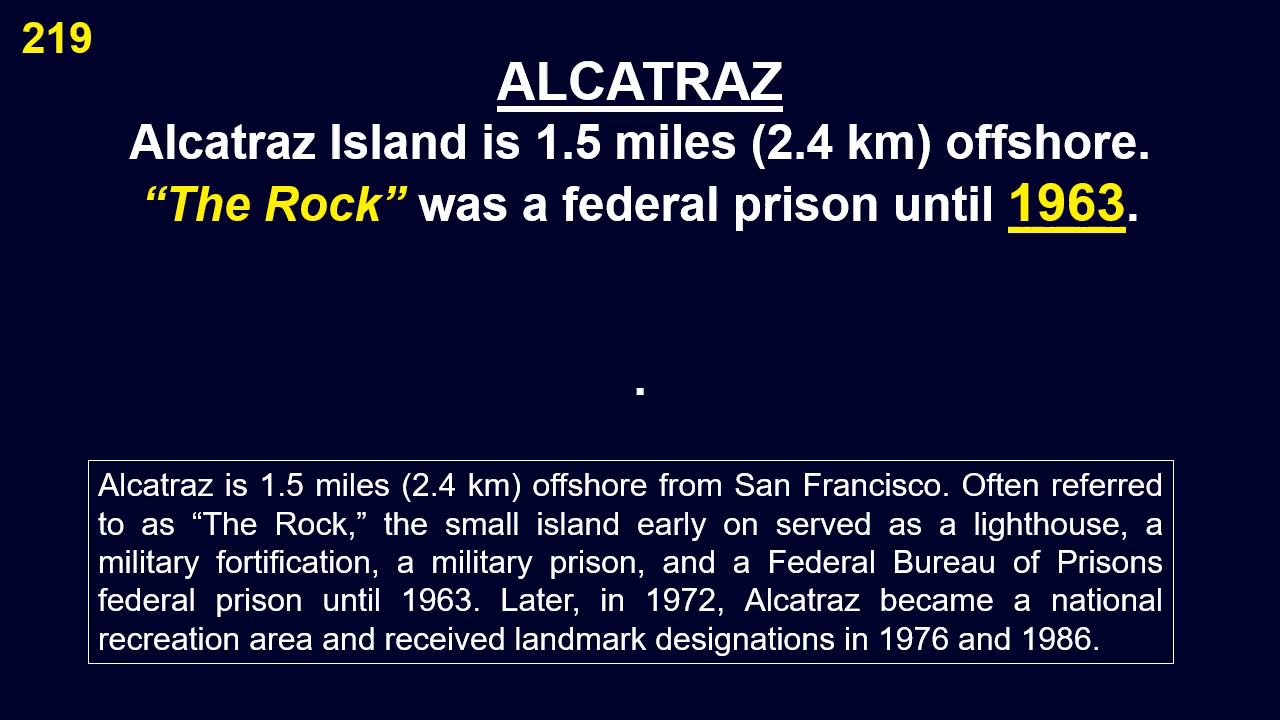 219
ALCATRAZ
Alcatraz Island is 1.5 miles (2.4 km) offshore.
“The Rock” was a federal prison until 1963.
.
Alcatraz is 1.5 miles (2.4 km) offshore from San Francisco. Often referred
to as “The Rock,” the small island early on served as a lighthouse, a
military fortification, a military prison, and a Federal Bureau of Prisons
federal prison until 1963. Later, in 1972, Alcatraz became a national
recreation area and received landmark designations in 1976 and 1986.